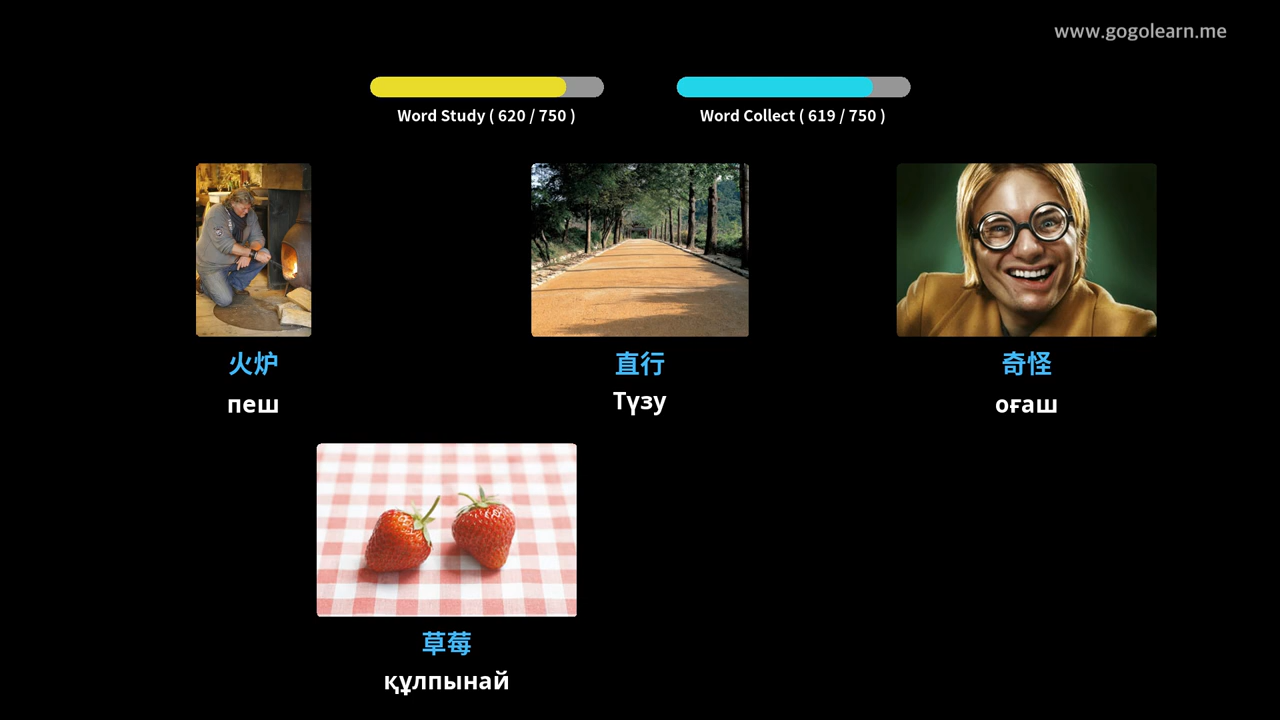 www.gogolearn.me
Word Study ( 620 / 750 )
Word Collect ( 619 / 750 )
火炉
пеш
直行
Түзу
奇怪
оғаш
草莓
құлпынай